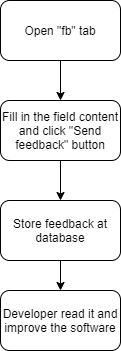 Open "fb" tab
Fill in the field content
and click "Send
feedback" button
Store feedback at
database
Developer read it and
improve the software